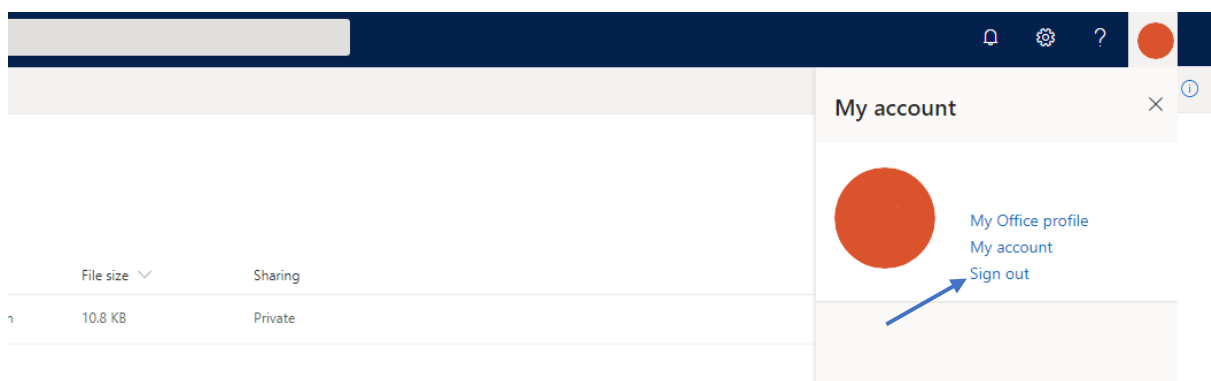 ?
My account
My Office profile
My account
Sign out
File size
Sharing
10.8 KB
Private